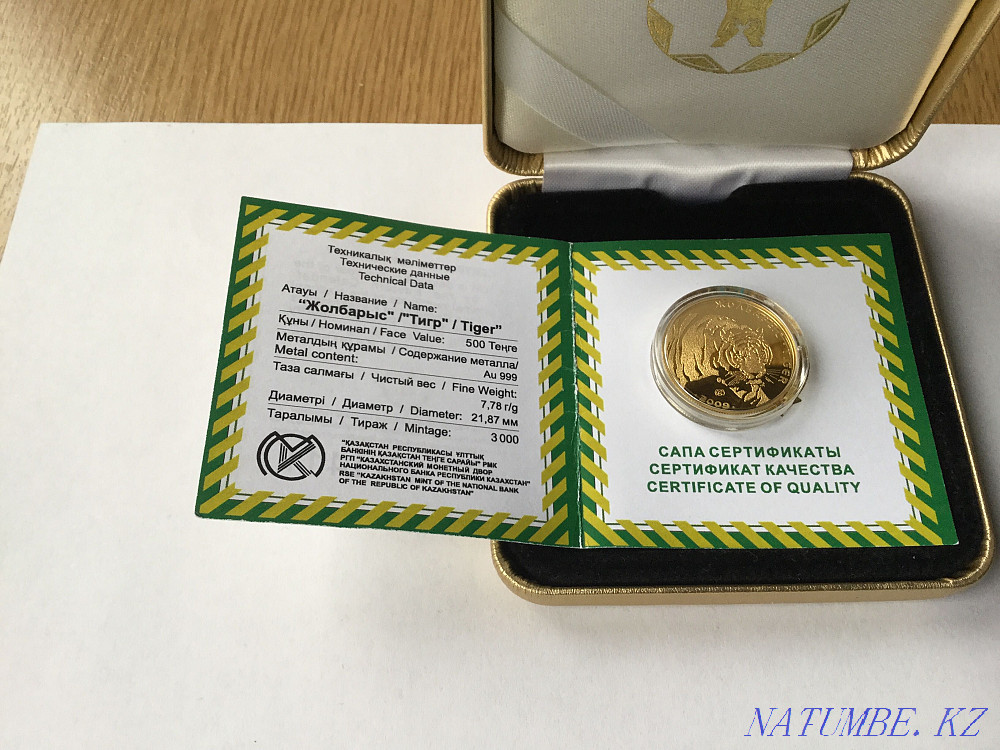 Техникалық мәліметтер
Технические данные
Technical Data
Атауы / Название / Name:
“Жолбарыс" /"Тигр" / Tiger”
Құны / Номинал / Face Value: 500 Теңге
Металдың құрамы / Содержание металла/
Metal content: Au 999
Таза салмағы / Чистый вес / Fine Weight:
7,78 г/g
Диаметрі / Диаметр / Diameter: 21,87 мм
Таралымы / Тираж / Mintage: 3 000
"ҚАЗАҚСТАН РЕСПУБЛИКАСЫ ҰЛТТЫҚ
БАНКІНІҢ ҚАЗАҚСТАН ТЕҢГЕ САРАЙЫ" РМК
РГП "КАЗАХСТАНСКИЙ МОНЕТНЫЙ ДВОР
НАЦИОНАЛЬНОГО БАНКА РЕСПУБЛИКИ КАЗАХСТАН"
RSE "KAZAKHSTAN MINT OF THE NATIONAL BANK
OF THE REPUBLIC OF KAZAKHSTAN"
2009
САПА СЕРТИФИКАТЫ
СЕРТИФИКАТ КАЧЕСТВА
CERTIFICATE OF QUALITY
NATUMBE. KZ